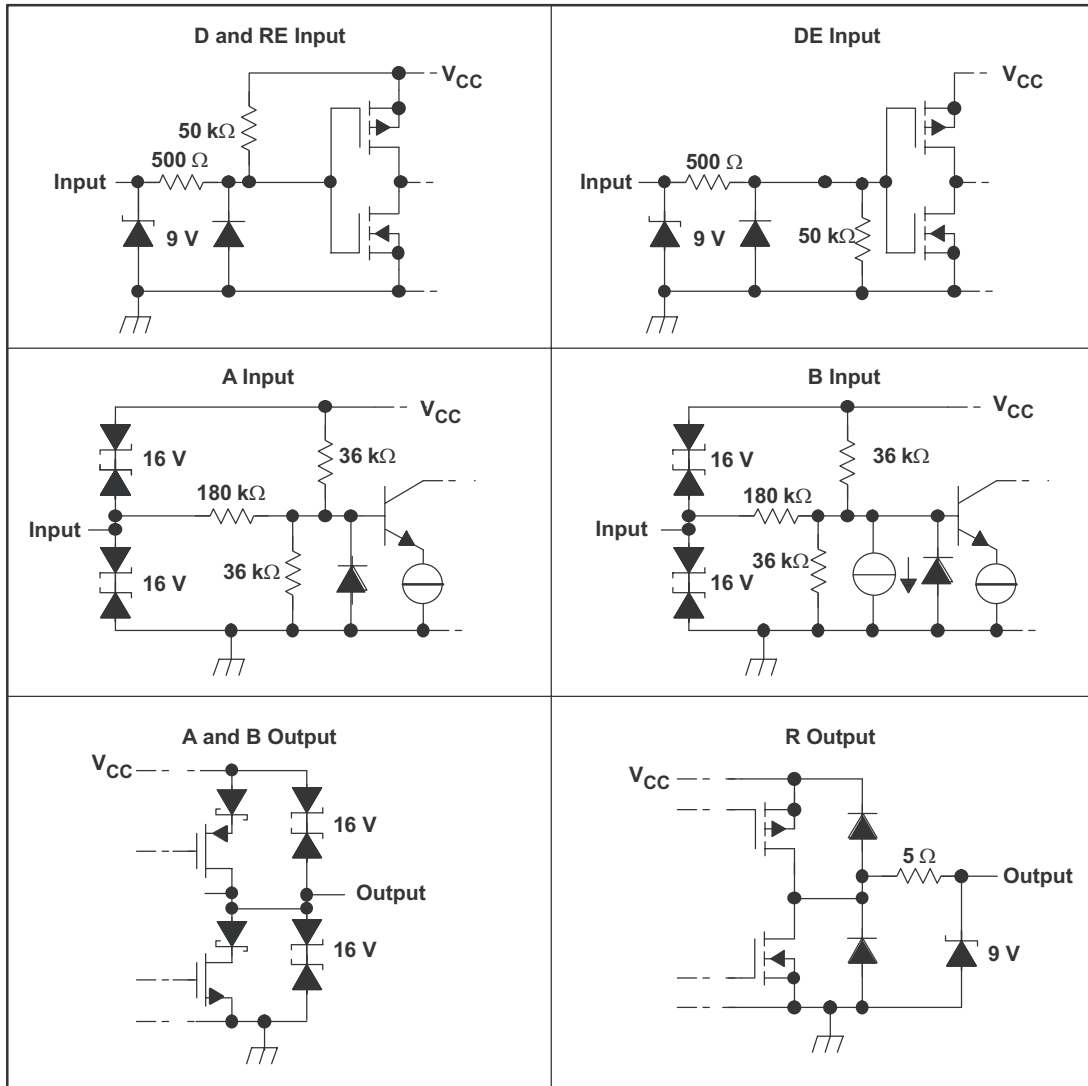 D and RE Input
V_CC
50 kΩ
500 Ω
Input
9 V
DE Input
V_CC
500 Ω
Input
9 V
50 kΩ
A Input
V_CC
16 V
36 kΩ
180 kΩ
Input
36 kΩ
16 V
B Input
V_CC
16 V
36 kΩ
180 kΩ
Input
36 kΩ
16 V
A and B Output
V_CC
16 V
Output
16 V
R Output
V_CC
5 Ω
Output
9 V